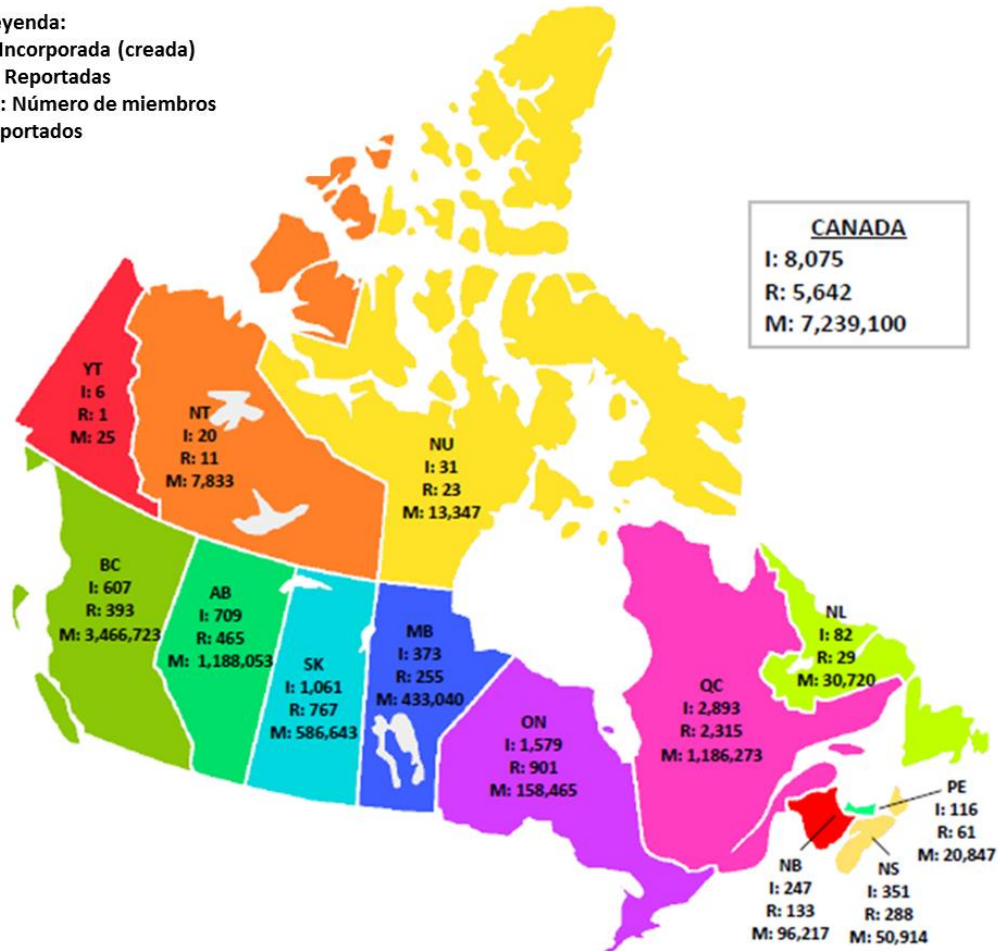 eyenda:
Incorporada (creada)
Reportadas
: Número de miembros
portados
CANADA
I: 8,075
R: 5,642
M: 7,239,100
YT
I: 6
R: 1
M: 25
NT
I: 20
R: 11
M: 7,833
NU
I: 31
R: 23
M: 13,347
BC
I: 607
R: 393
M: 3,466,723
AB
I: 709
R: 465
M: 1,188,053
SK
I: 1,061
R: 767
M: 586,643
MB
I: 373
R: 255
M: 433,040
ON
I: 1,579
R: 901
M: 158,465
QC
I: 2,893
R: 2,315
M: 1,186,273
NL
I: 82
R: 29
M: 30,720
PE
I: 116
R: 61
M: 20,847
NB
I: 247
R: 133
M: 96,217
NS
I: 351
R: 288
M: 50,914